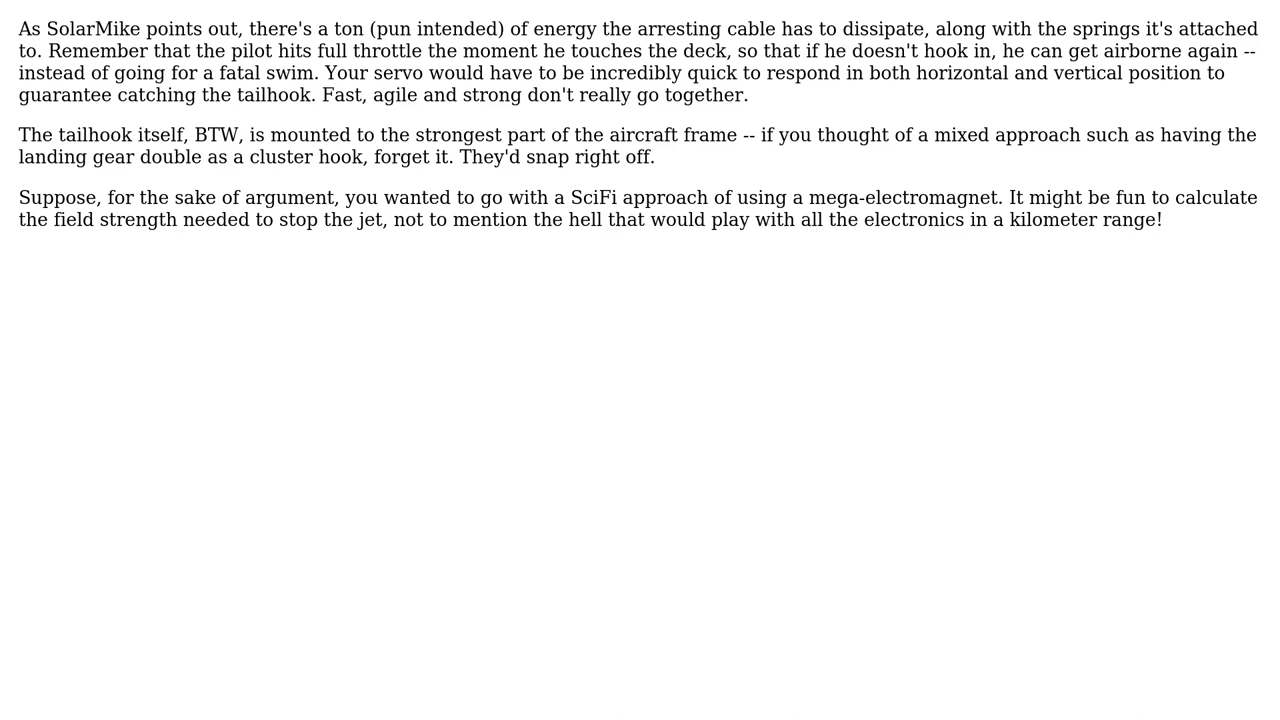 As SolarMike points out, there's a ton (pun intended) of energy the arresting cable has to dissipate, along with the springs it's attached
to. Remember that the pilot hits full throttle the moment he touches the deck, so that if he doesn't hook in, he can get airborne again --
instead of going for a fatal swim. Your servo would have to be incredibly quick to respond in both horizontal and vertical position to
guarantee catching the tailhook. Fast, agile and strong don't really go together.
The tailhook itself, BTW, is mounted to the strongest part of the aircraft frame -- if you thought of a mixed approach such as having the
landing gear double as a cluster hook, forget it. They'd snap right off.
Suppose, for the sake of argument, you wanted to go with a SciFi approach of using a mega-electromagnet. It might be fun to calculate
the field strength needed to stop the jet, not to mention the hell that would play with all the electronics in a kilometer range!